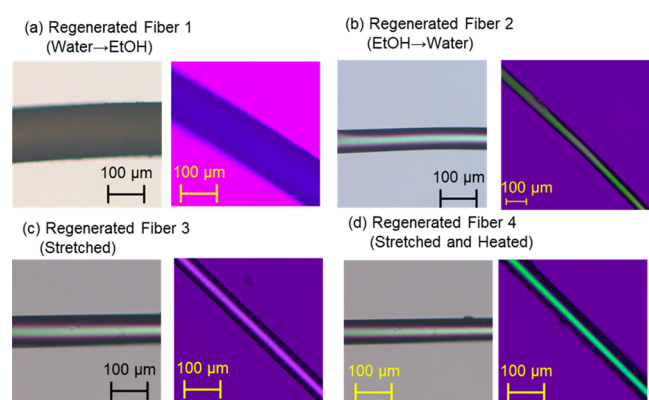 (a) Regenerated Fiber 1
(Water→EtOH)
100 μm
100 μm
(b) Regenerated Fiber 2
(EtOH→Water)
100 μm
100 μm
(c) Regenerated Fiber 3
(Stretched)
100 μm
100 μm
(d) Regenerated Fiber 4
(Stretched and Heated)
100 μm
100 μm